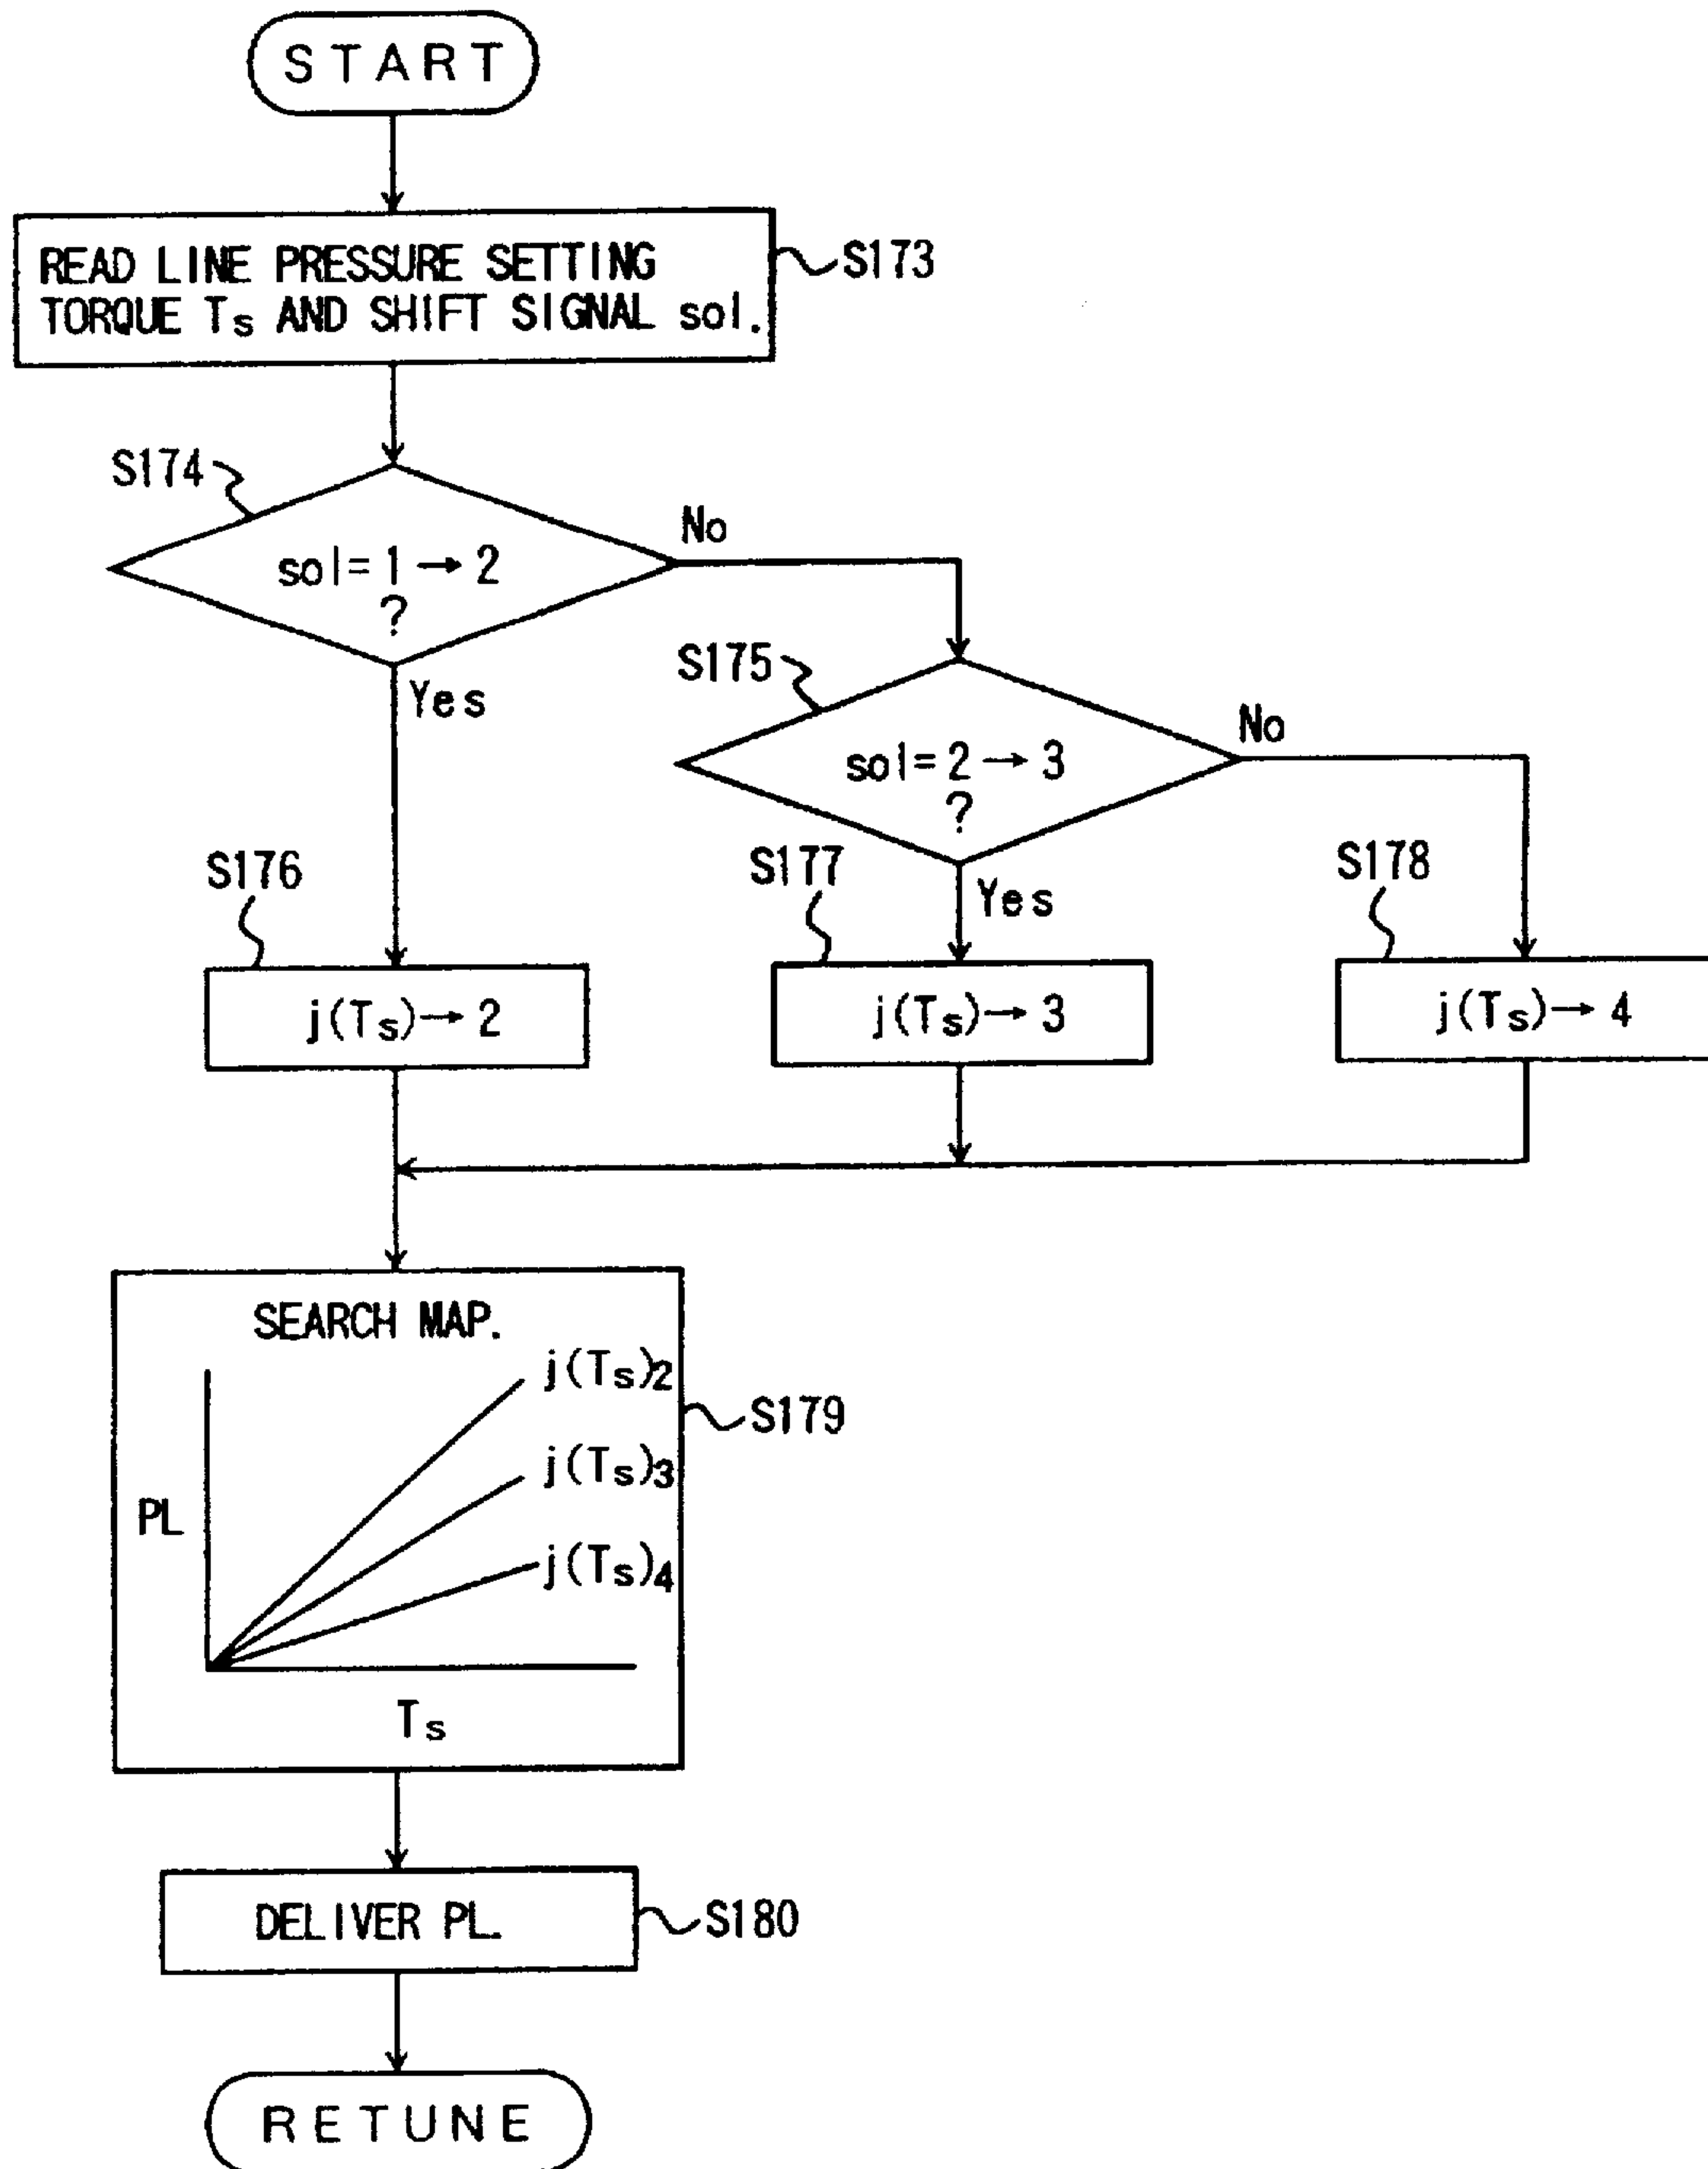 START
READ LINE PRESSURE SETTING
TORQUE Ts AND SHIFT SIGNAL sol.
S173
S174
sol=1→2
?
No
Yes
S175
sol=2→3
?
No
Yes
S176
j(Ts)→2
S177
j(Ts)→3
S178
j(Ts)→4
SEARCH MAP.
j(Ts)2
j(Ts)3
j(Ts)4
PL
Ts
S179
DELIVER PL.
S180
RETUNE